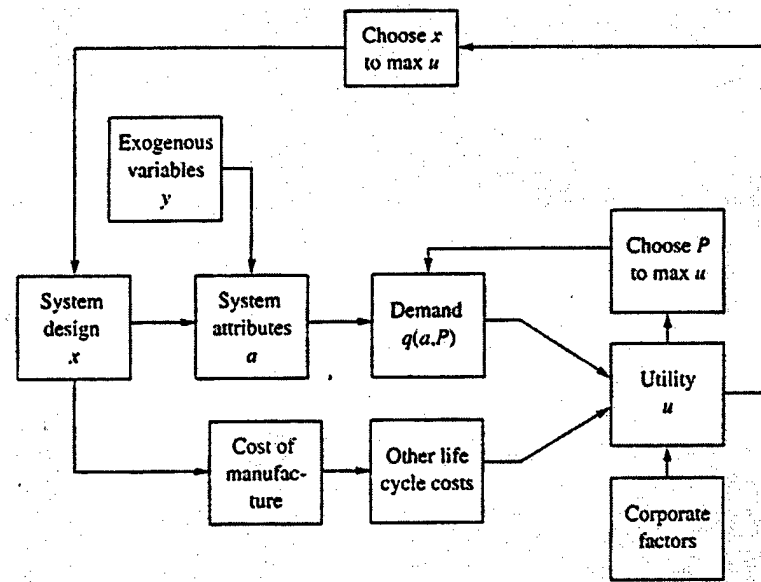 Choose x
to max u
Exogenous
variables
y
Choose P
to max u
System
design
x
System
attributes
a
Demand
q(a,P)
Utility
u
Cost of
manufac-
ture
Other life
cycle costs
Corporate
factors